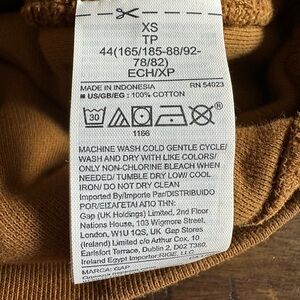 XS
TP
44(165/185-88/92-
78/82)
ECH/XP
MADE IN INDONESIA RN 54023
US/GB/EG : 100% COTTON
30
1166
MACHINE WASH COLD GENTLE CYCLE/
WASH AND DRY WITH LIKE COLORS/
ONLY NON-CHLORINE BLEACH WHEN
NEEDED/ TUMBLE DRY LOW/ COOL
IRON/ DO NOT DRY CLEAN
Imported By/Importe Par/DISTRIBUIDO
POR/ΕΙΣΑΓΕΤΑΙ ΑΠΟ ΤΗΝ:
Gap (UK Holdings) Limited, 2nd Floor
Nations House, 103 Wigmore Street,
London, W1U 1QS, UK Gap Stores
(Ireland) Limited c/o Arthur Cox, 10
Earlsfort Terrace, Dublin 2, D02 T380,
Ireland Egypt Importer:RIGE, LLC
MARCA: GAP